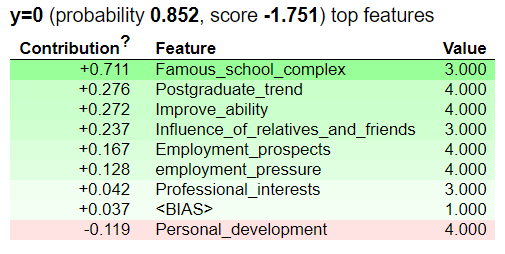 y=0 (probability 0.852, score -1.751) top features
Contribution? Feature Value
+0.711 Famous_school_complex 3.000
+0.276 Postgraduate_trend 4.000
+0.272 Improve_ability 4.000
+0.237 Influence_of_relatives_and_friends 3.000
+0.167 Employment_prospects 4.000
+0.128 employment_pressure 4.000
+0.042 Professional_interests 3.000
+0.037 <BIAS> 1.000
-0.119 Personal_development 4.000